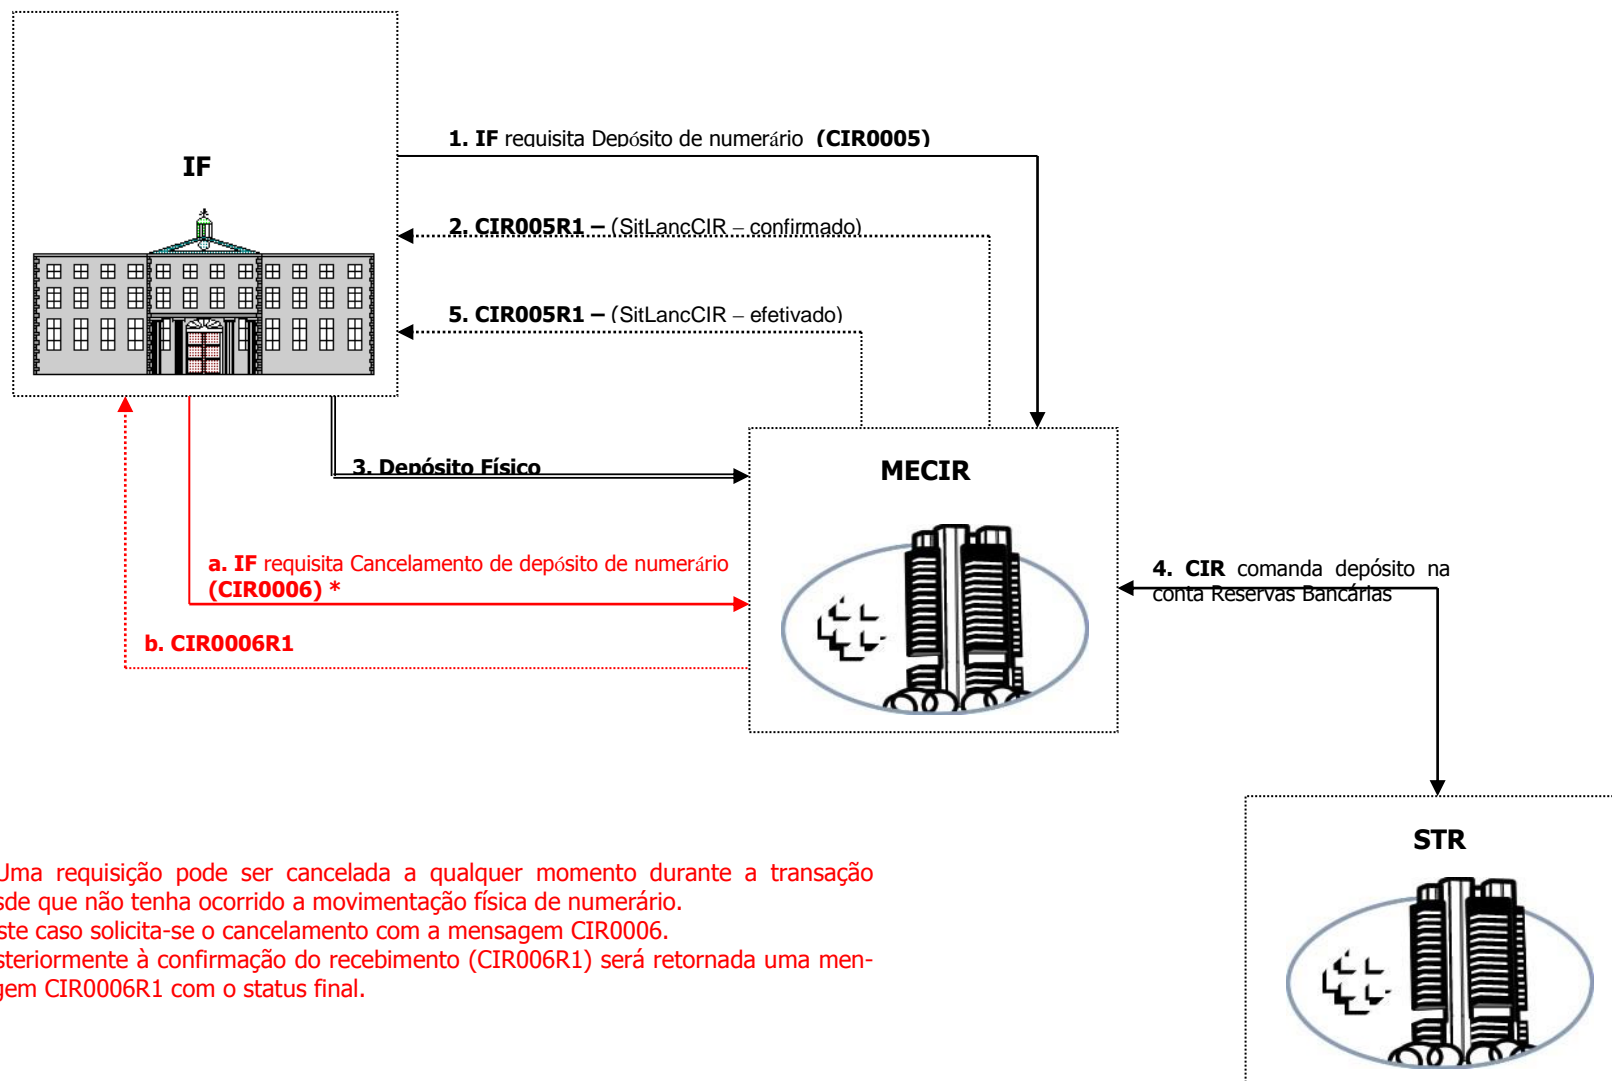 1. IF requisita Depósito de numerário (CIR0005)
IF
2. CIR005R1 – (SitLancCIR – confirmado)
5. CIR005R1 – (SitLancCIR – efetivado)
3. Depósito Físico
MECIR
a. IF requisita Cancelamento de depósito de numerário
(CIR0006) *
4. CIR comanda depósito na
conta Reservas Bancárias
b. CIR0006R1
STR
Uma requisição pode ser cancelada a qualquer momento durante a transação
sde que não tenha ocorrido a movimentação física de numerário.
ste caso solicita-se o cancelamento com a mensagem CIR0006.
steriormente à confirmação do recebimento (CIR006R1) será retornada uma men-
gem CIR0006R1 com o status final.